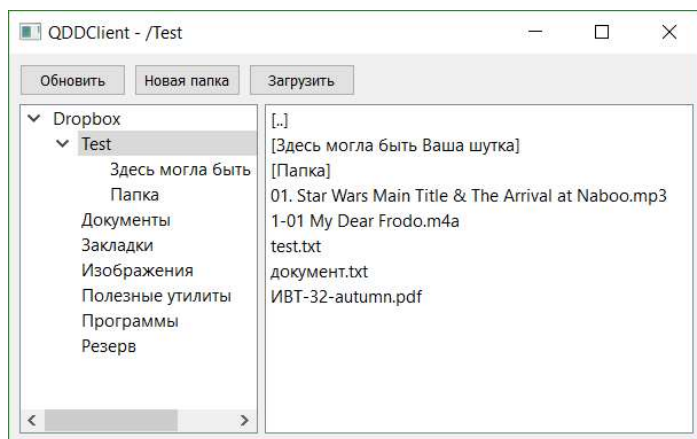 QDDClient - /Test
Обновить Новая папка Загрузить
Dropbox
Test
Здесь могла быть
Папка
Документы
Закладки
Изображения
Полезные утилиты
Программы
Резерв
[..]
[Здесь могла быть Ваша шутка]
[Папка]
01. Star Wars Main Title & The Arrival at Naboo.mp3
1-01 My Dear Frodo.m4a
test.txt
документ.txt
ИВТ-32-autumn.pdf